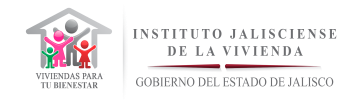 VIVIENDAS PARA
TU BIENESTAR
INSTITUTO JALISCIENSE
DE LA VIVIENDA
GOBIERNO DEL ESTADO DE JALISCO